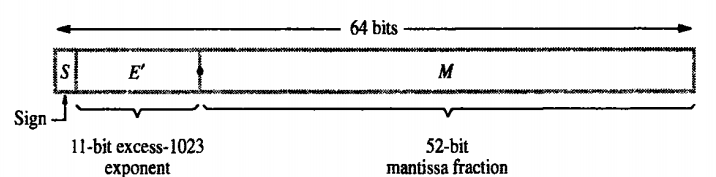 64 bits
S E′ M
Sign
11-bit excess-1023 52-bit
exponent mantissa fraction